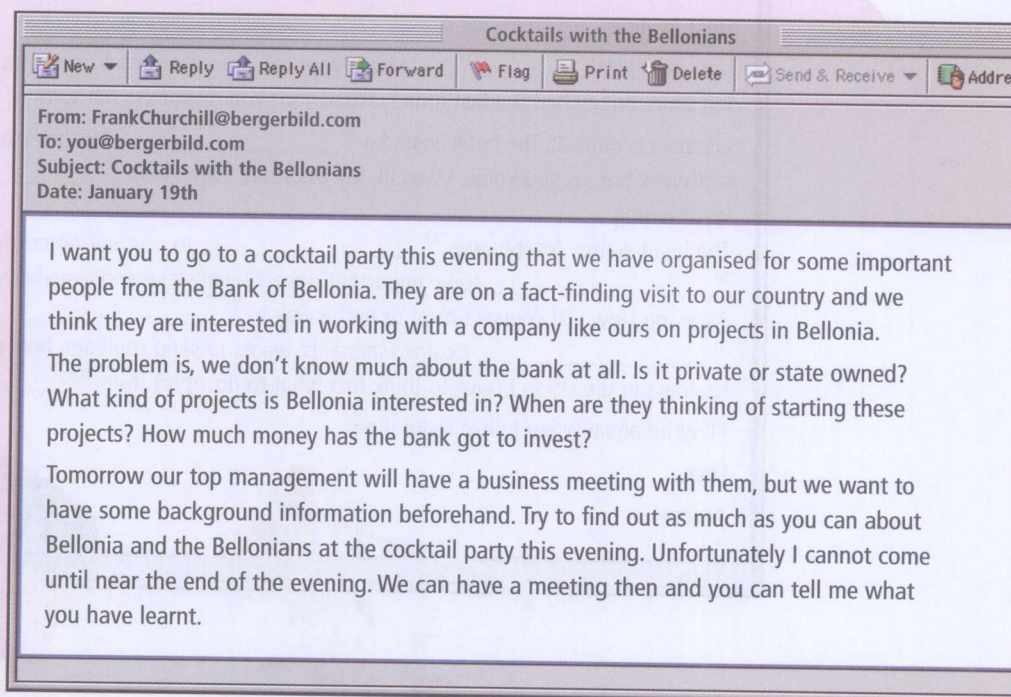 Cocktails with the Bellonians
New Reply Reply All Forward Flag Print Delete Send & Receive Addre
From: FrankChurchill@bergerbild.com
To: you@bergerbild.com
Subject: Cocktails with the Bellonians
Date: January 19th
I want you to go to a cocktail party this evening that we have organised for some important
people from the Bank of Bellonia. They are on a fact-finding visit to our country and we
think they are interested in working with a company like ours on projects in Bellonia.
The problem is, we don't know much about the bank at all. Is it private or state owned?
What kind of projects is Bellonia interested in? When are they thinking of starting these
projects? How much money has the bank got to invest?
Tomorrow our top management will have a business meeting with them, but we want to
have some background information beforehand. Try to find out as much as you can about
Bellonia and the Bellonians at the cocktail party this evening. Unfortunately I cannot come
until near the end of the evening. We can have a meeting then and you can tell me what
you have learnt.